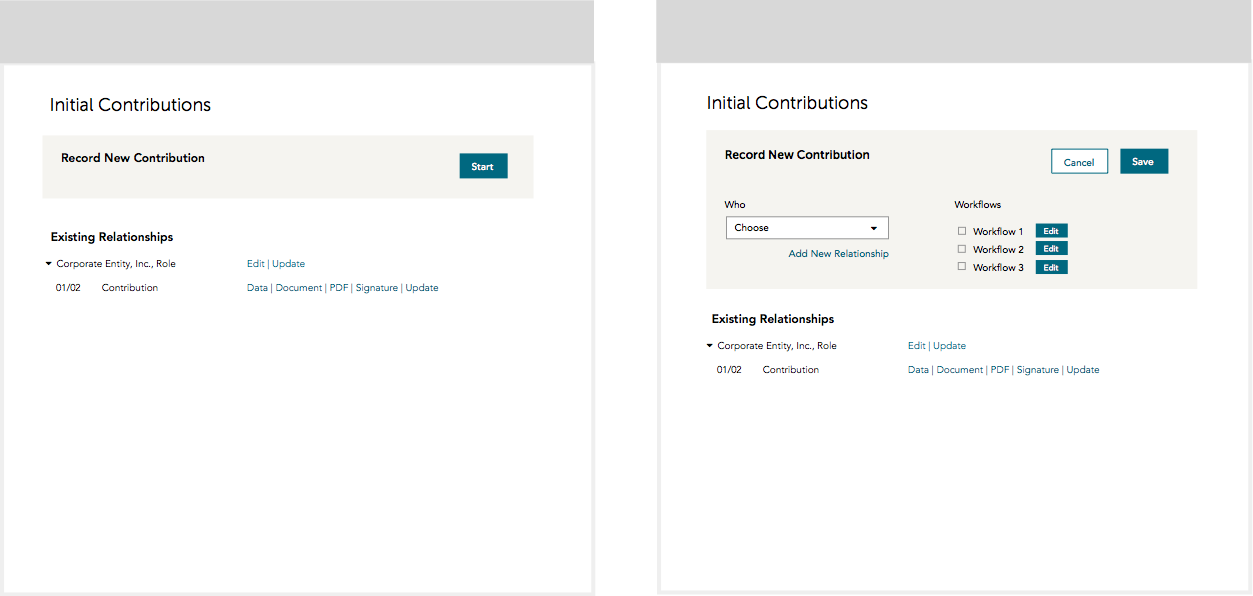 Initial Contributions
Record New Contribution
Start
Existing Relationships
Corporate Entity, Inc., Role Edit | Update
01/02 Contribution Data | Document | PDF | Signature | Update
Initial Contributions
Record New Contribution
Cancel Save
Who Workflows
Choose
Workflow 1 Edit
Add New Relationship
Workflow 2 Edit
Workflow 3 Edit
Existing Relationships
Corporate Entity, Inc., Role Edit | Update
01/02 Contribution Data | Document | PDF | Signature | Update